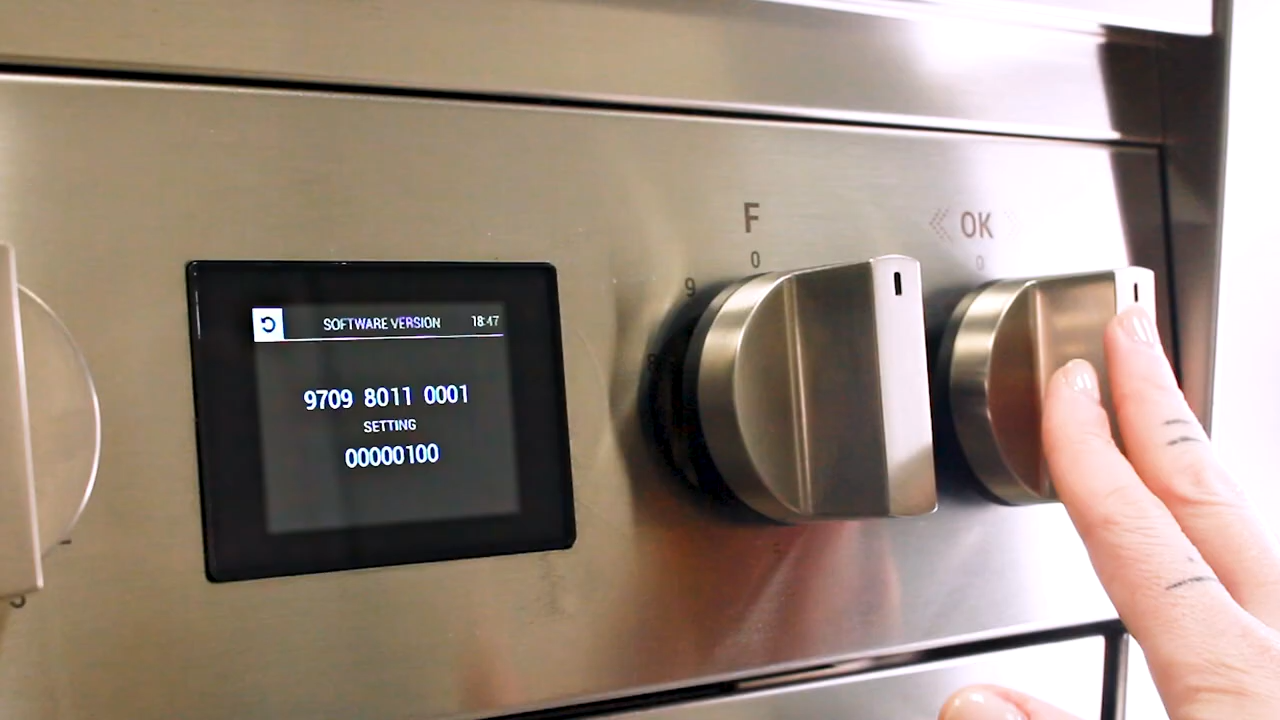 SOFTWARE VERSION 18:47
9709 8011 0001
SETTING
00000100
F
0
9
OK
0